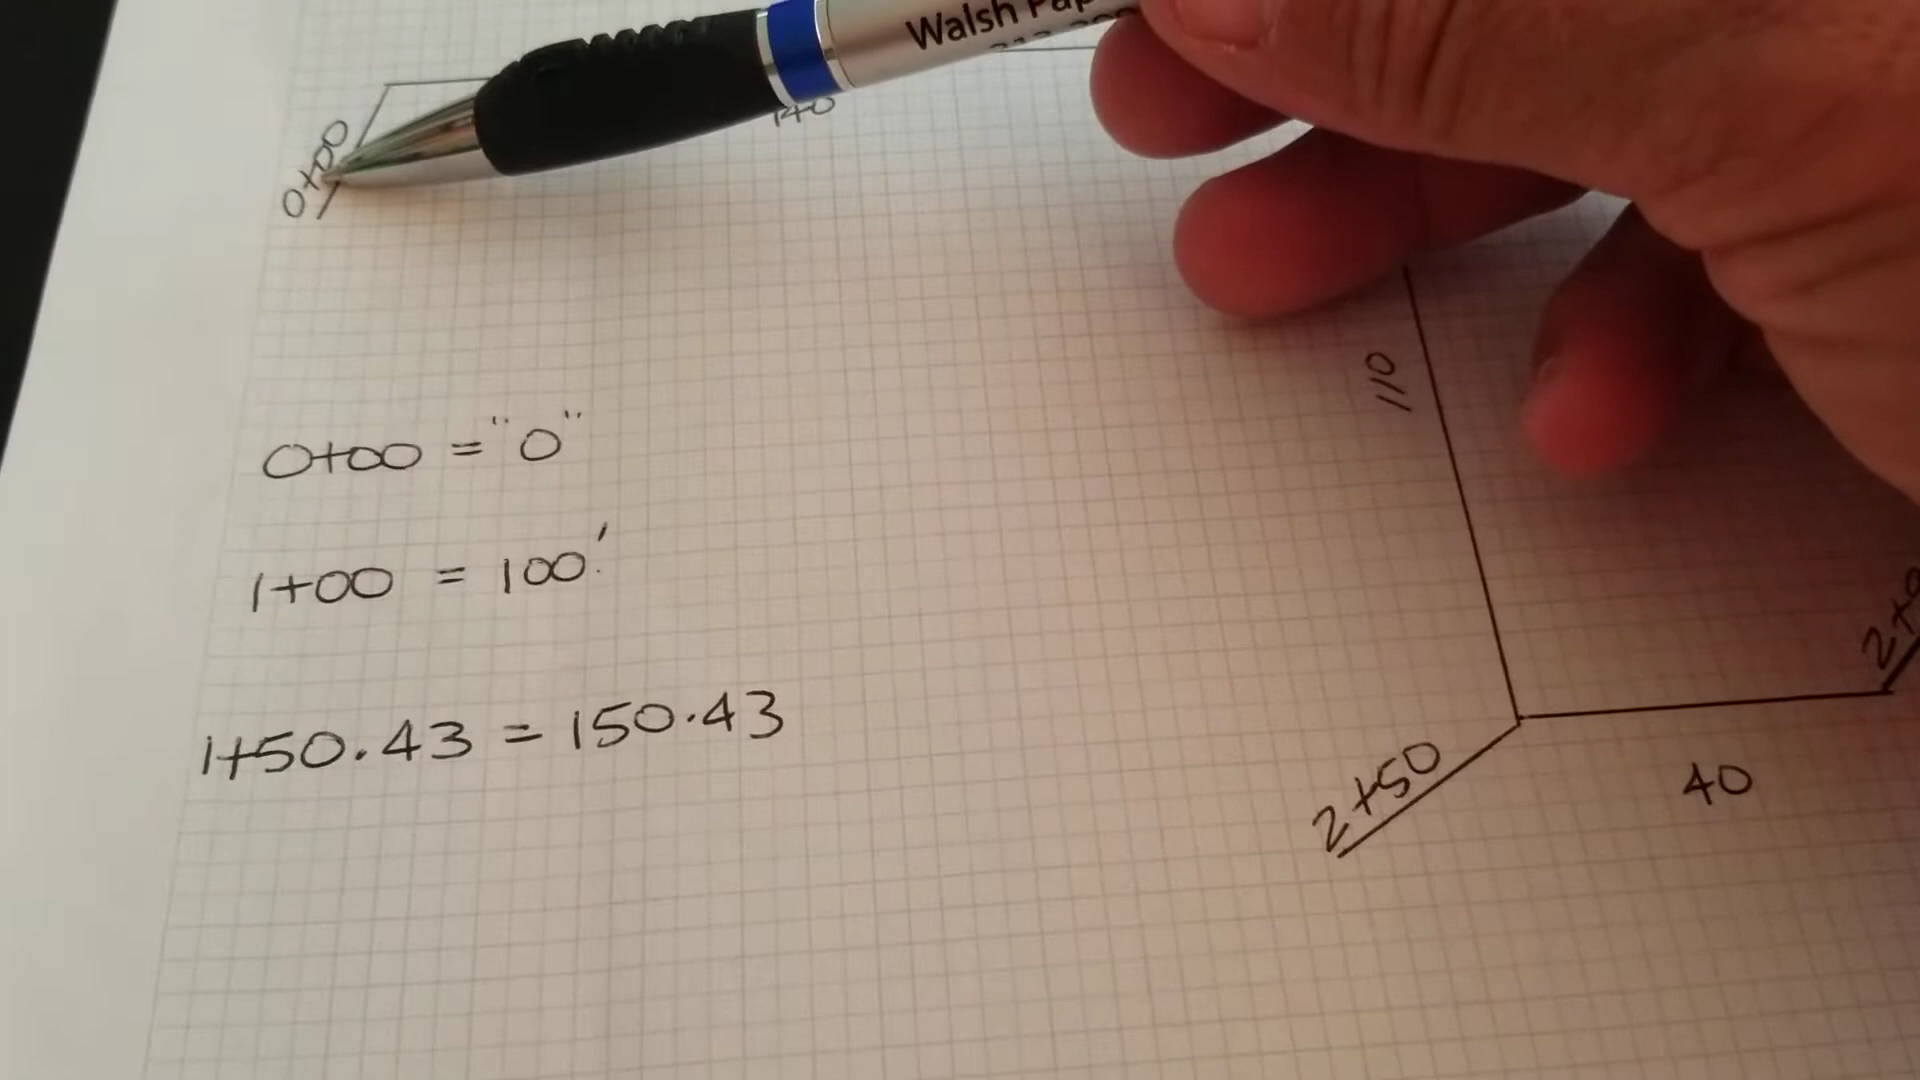 Walsh
140
0+00
110
0+00 = "0"
1+00 = 100'
1+50.43 = 150.43
2+50
40